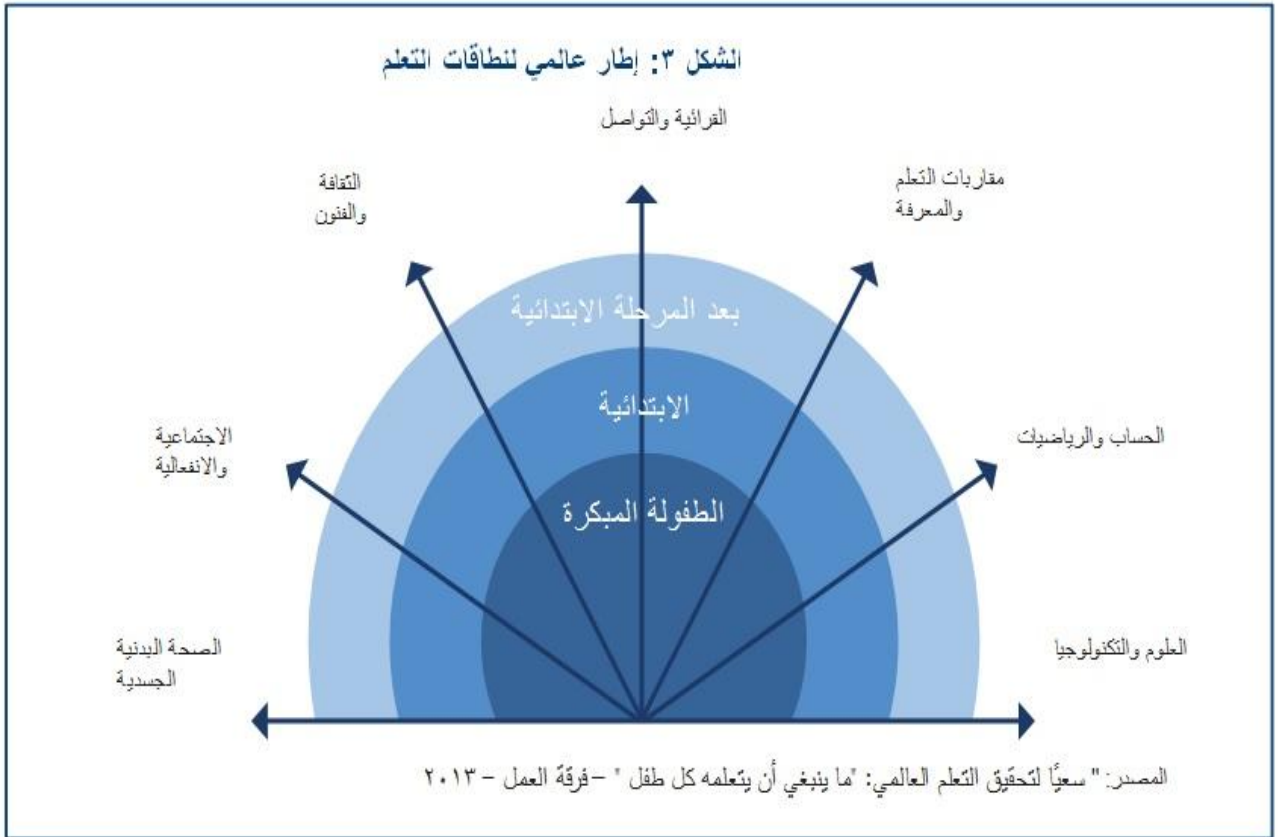 الشكل ٣: إطار عالمي لنطاقات التعلم
القرائية والتواصل
مقاربات التعلم
والمعرفة
الثقافة
والفنون
بعد المرحلة الابتدائية
الابتدائية
الحساب والرياضيات
الاجتماعية
والانفعالية
الطفولة المبكرة
العلوم والتكنولوجيا
الصحة البدنية
الجسدية
المصدر: " سعيًا لتحقيق التعلم العالمي: "ما ينبغي أن يتعلمه كل طفل " –فرقة العمل – ٢٠١٣